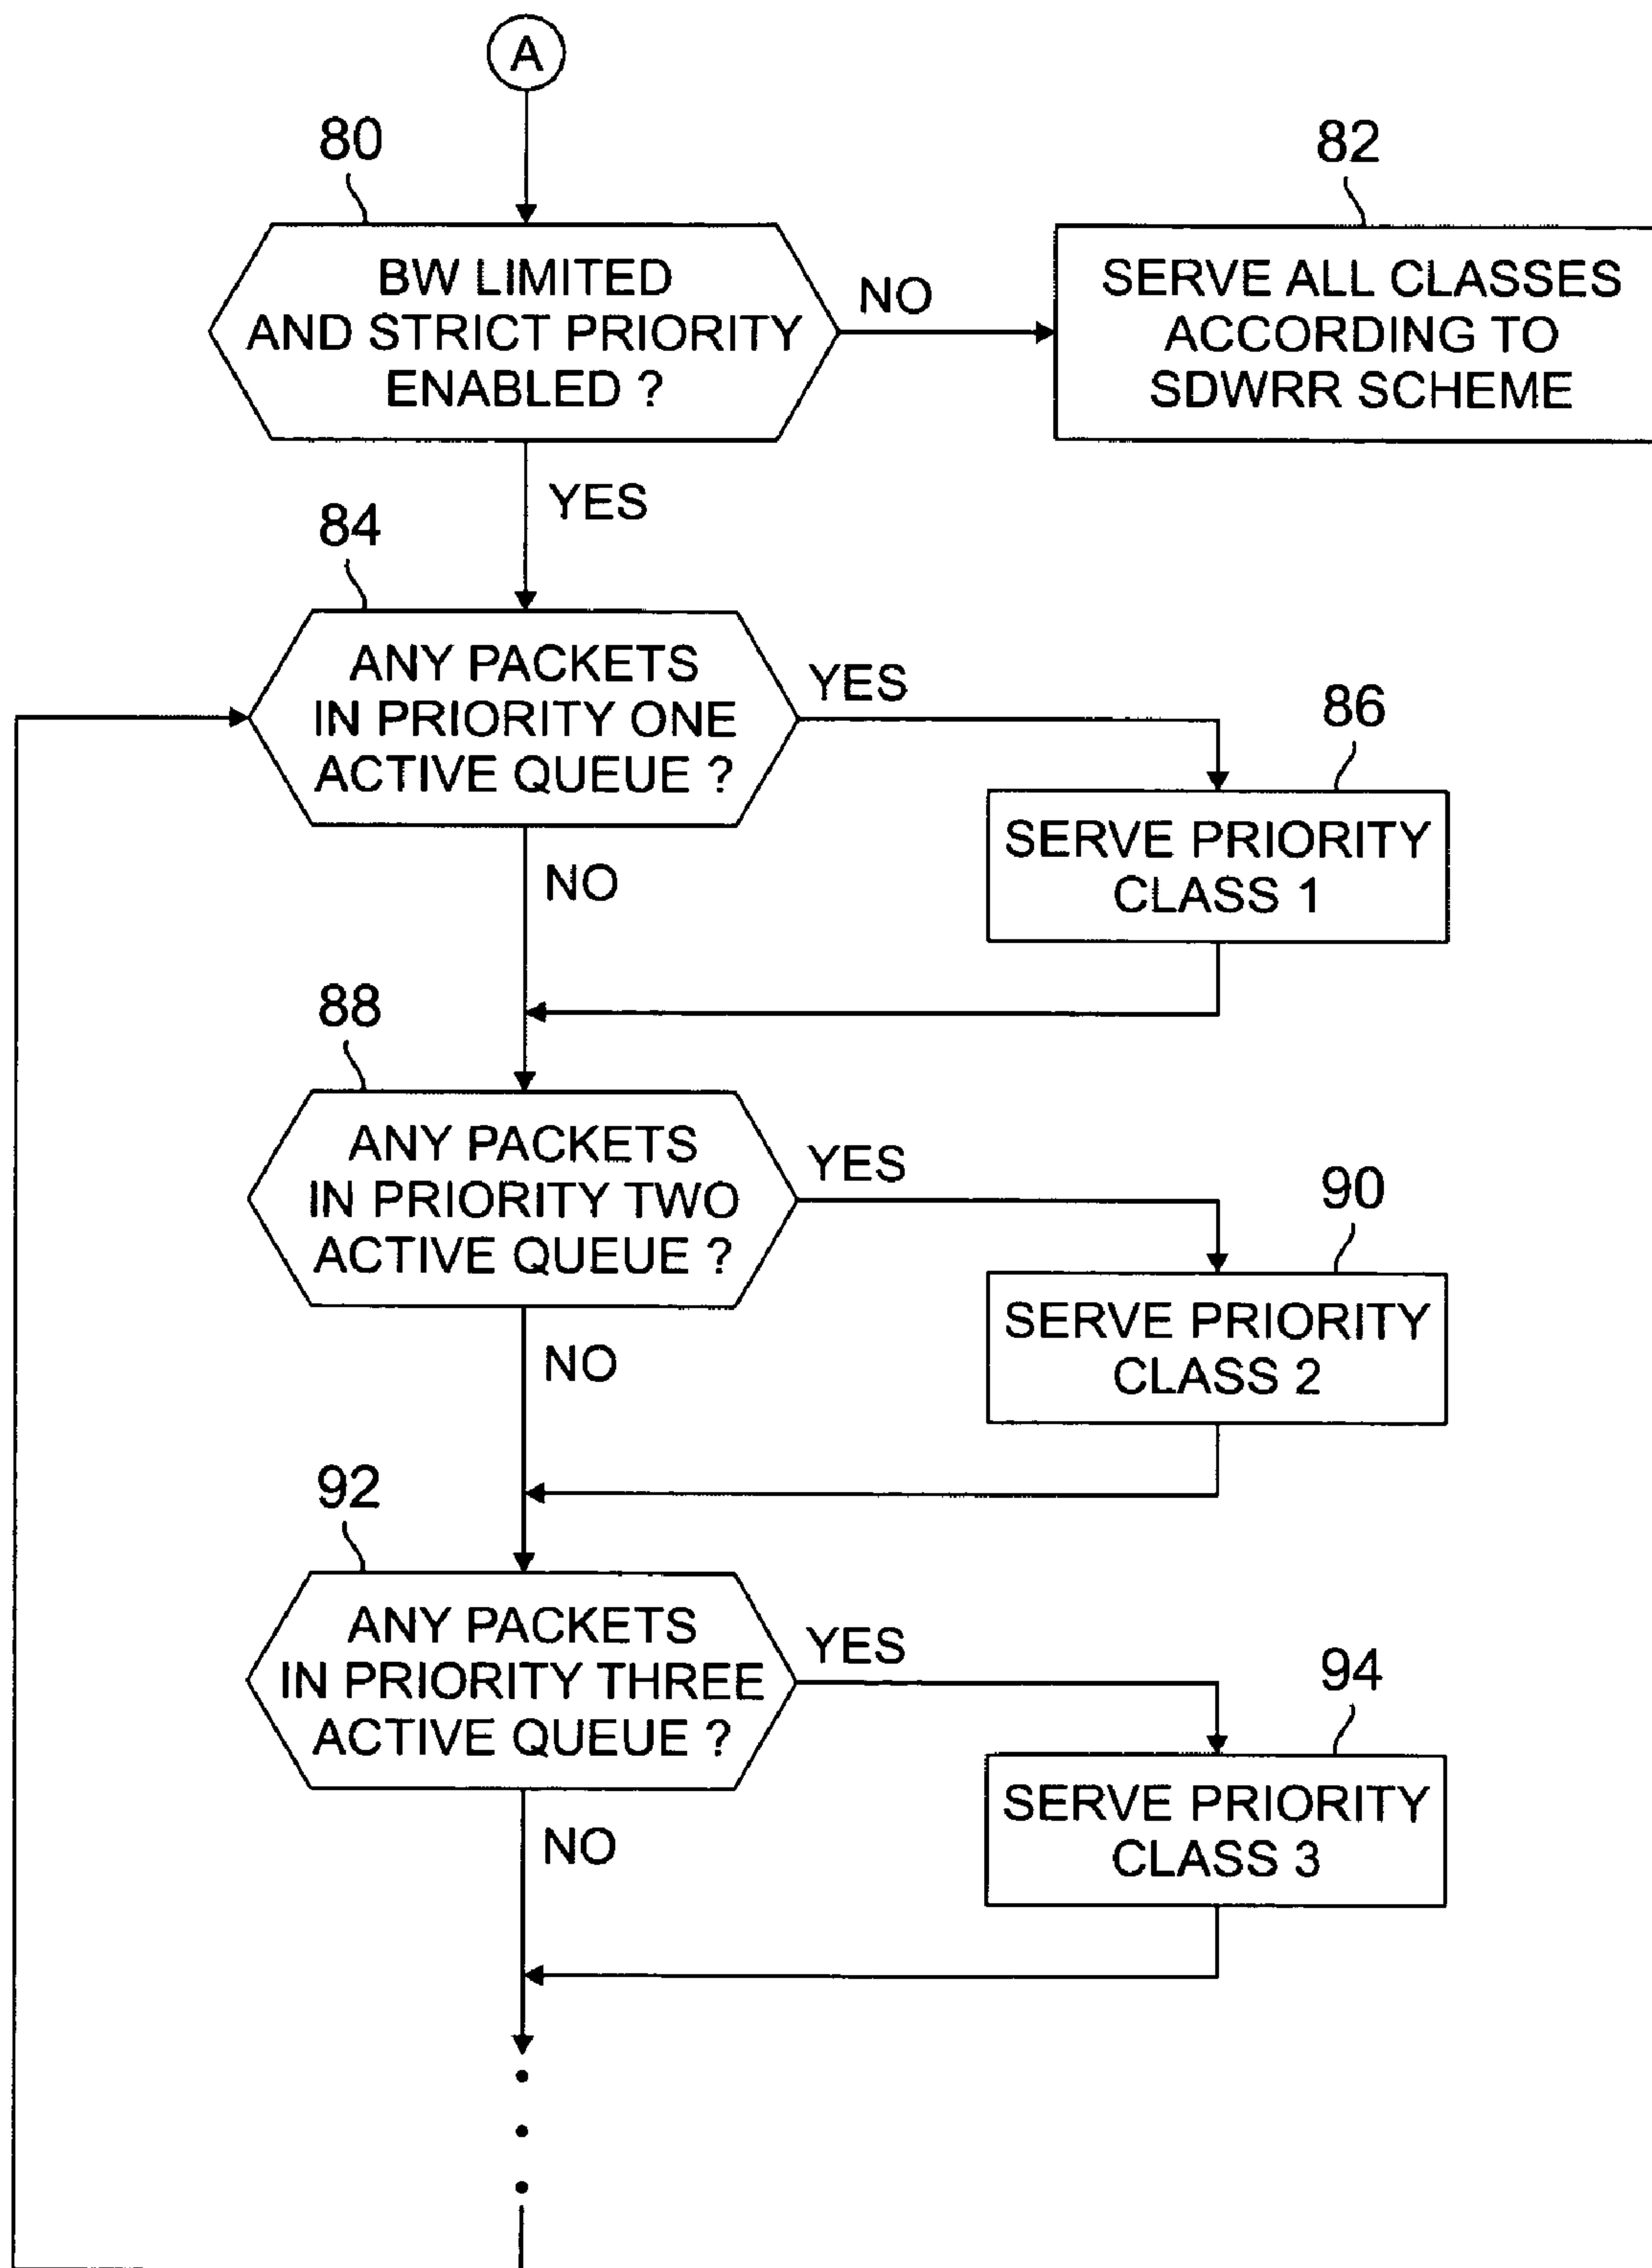 A
80
BW LIMITED
AND STRICT PRIORITY
ENABLED ?
NO
82
SERVE ALL CLASSES
ACCORDING TO
SDWRR SCHEME
YES
84
ANY PACKETS
IN PRIORITY ONE
ACTIVE QUEUE ?
YES
86
SERVE PRIORITY
CLASS 1
NO
88
ANY PACKETS
IN PRIORITY TWO
ACTIVE QUEUE ?
YES
90
SERVE PRIORITY
CLASS 2
NO
92
ANY PACKETS
IN PRIORITY THREE
ACTIVE QUEUE ?
YES
94
SERVE PRIORITY
CLASS 3
NO